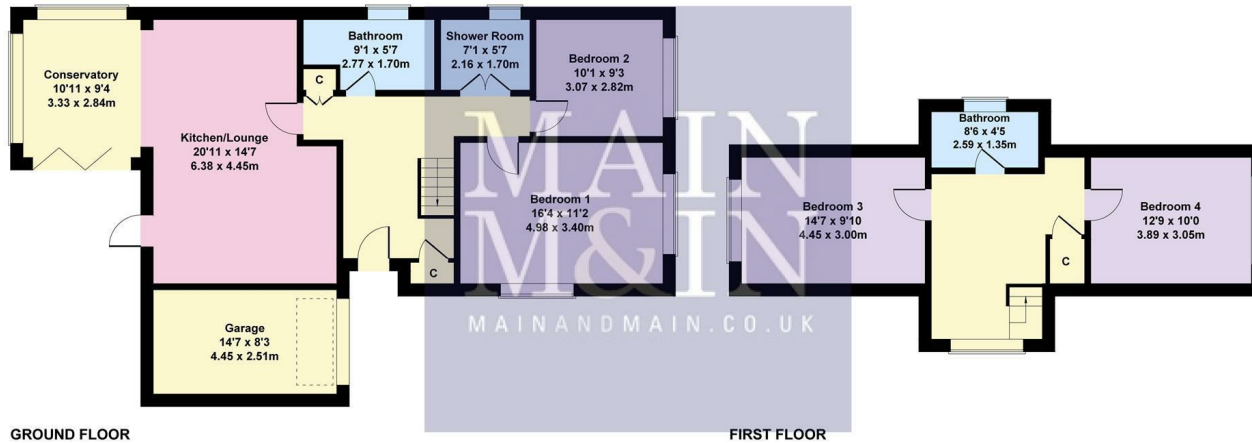 Conservatory
10'11 x 9'4
3.33 x 2.84m
Kitchen/Lounge
20'11 x 14'7
6.38 x 4.45m
Bathroom
9'1 x 5'7
2.77 x 1.70m
C
Shower Room
7'1 x 5'7
2.16 x 1.70m
Bedroom 2
10'1 x 9'3
3.07 x 2.82m
Bedroom 1
16'4 x 11'2
4.98 x 3.40m
C
Garage
14'7 x 8'3
4.45 x 2.51m
MAIN
M&IN
MAINANDMAIN.CO.UK
Bathroom
8'6 x 4'5
2.59 x 1.35m
Bedroom 3
14'7 x 9'10
4.45 x 3.00m
Bedroom 4
12'9 x 10'0
3.89 x 3.05m
C
GROUND FLOOR
FIRST FLOOR